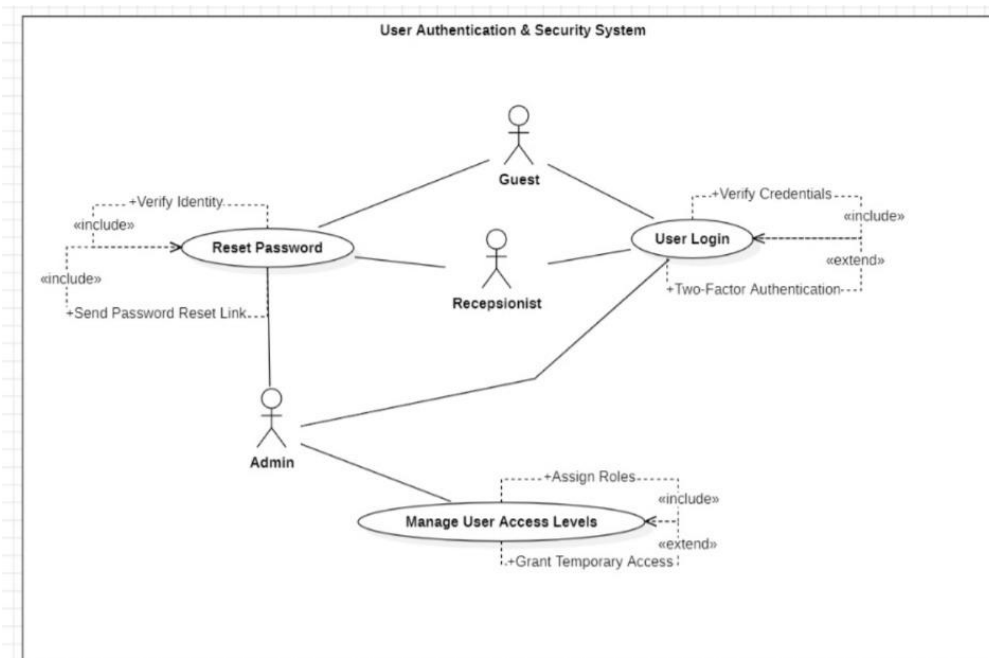 User Authentication & Security System
Guest
+Verify Identity
«include»
Reset Password
«include»
+Send Password Reset Link
Recepsionist
+Verify Credentials
«include»
User Login
«extend»
+Two-Factor Authentication
Admin
+Assign Roles
«include»
Manage User Access Levels
«extend»
+Grant Temporary Access